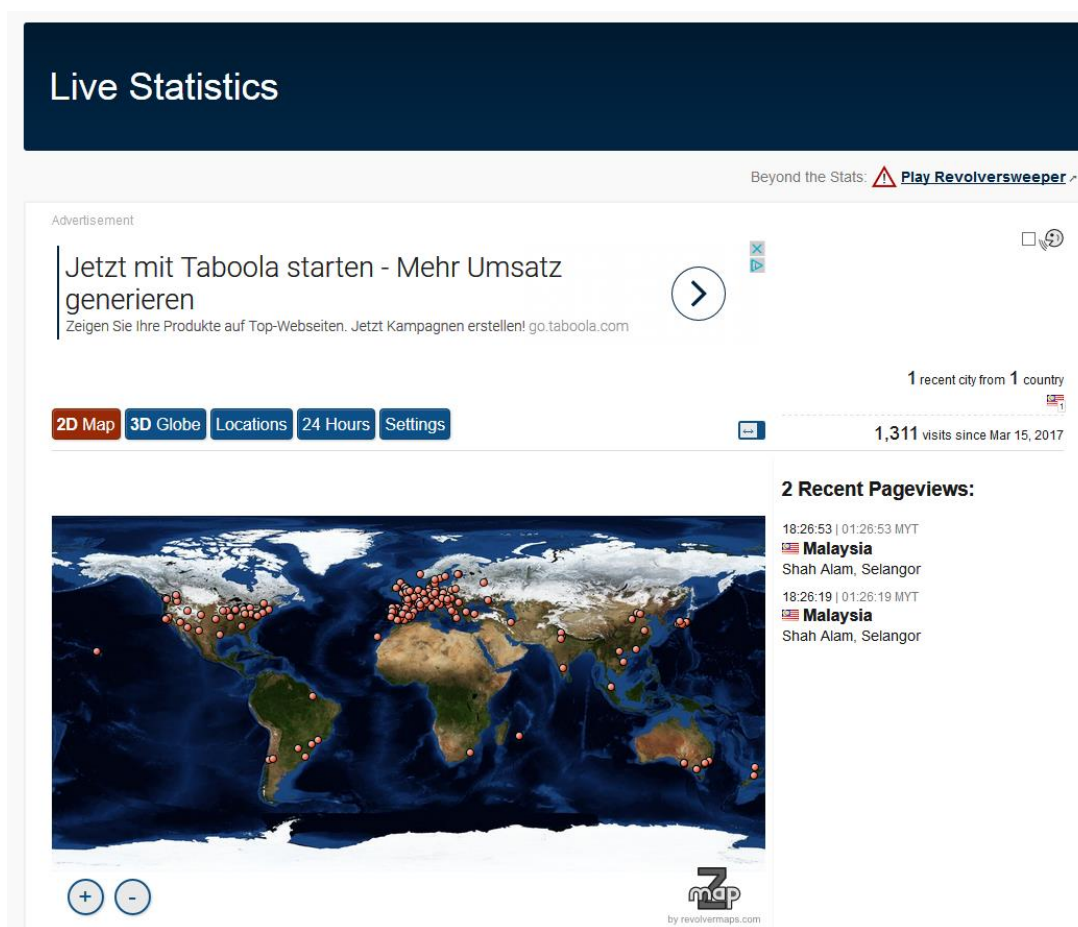 Live Statistics
Beyond the Stats: Play Revolversweeper
Advertisement
Jetzt mit Taboola starten - Mehr Umsatz
generieren
Zeigen Sie Ihre Produkte auf Top-Webseiten. Jetzt Kampagnen erstellen! go.taboola.com
1 recent city from 1 country
1
2D Map 3D Globe Locations 24 Hours Settings
1,311 visits since Mar 15, 2017
2 Recent Pageviews:
18:26:53 | 01:26:53 MYT
Malaysia
Shah Alam, Selangor
18:26:19 | 01:26:19 MYT
Malaysia
Shah Alam, Selangor
+ -
Z
map
by revolvermaps.com